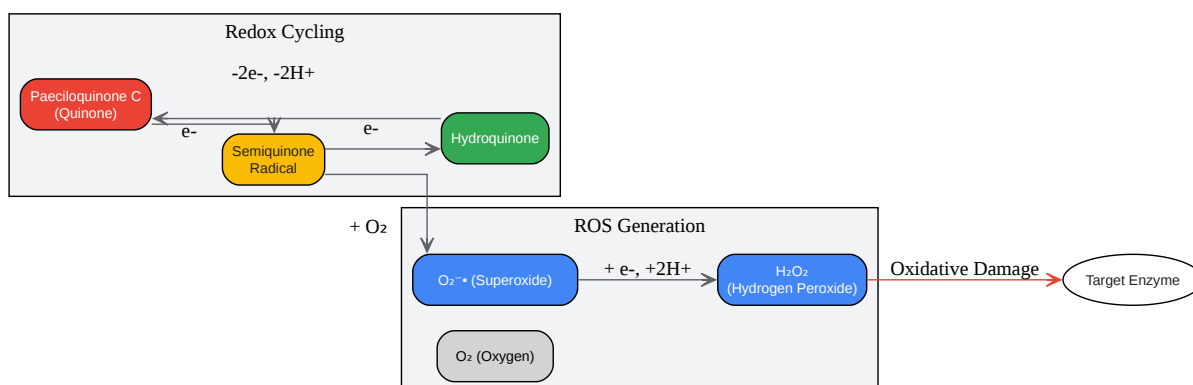 Redox Cycling
-2e-, -2H+
Paeciloquinone C
(Quinone)
e-
e-
Semiquinone
Radical
Hydroquinone
+ O₂
ROS Generation
O₂⁻• (Superoxide)
+ e-, +2H+
H₂O₂
(Hydrogen Peroxide)
Oxidative Damage
Target Enzyme
O₂ (Oxygen)